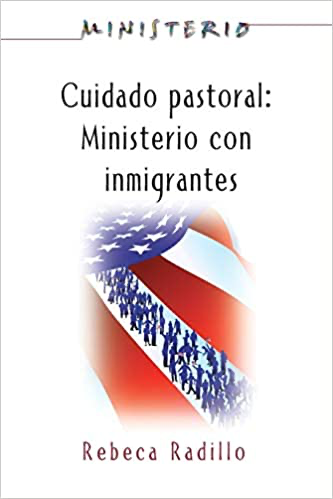 MINISTERIO
Cuidado pastoral:
Ministerio con
inmigrantes
Rebeca Radillo